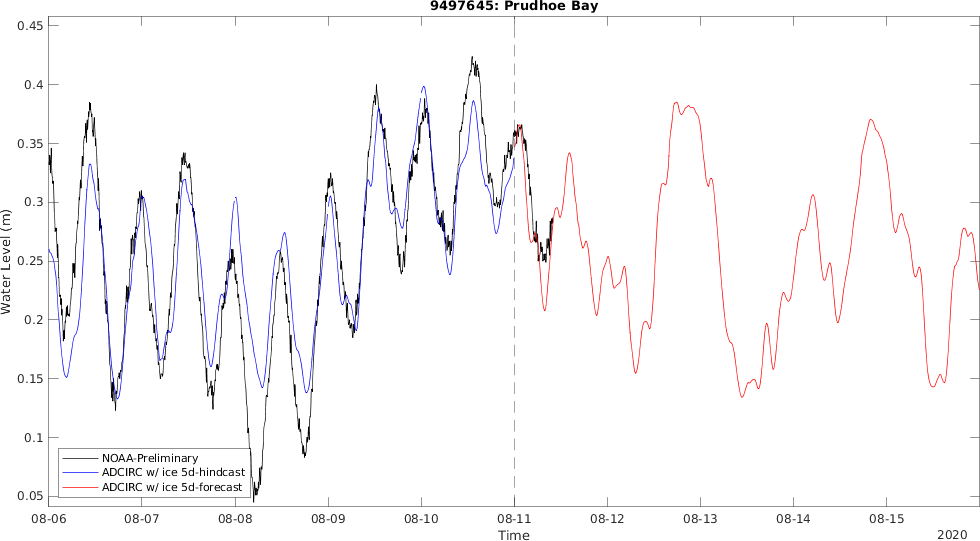 9497645: Prudhoe Bay
0.45
0.4
0.35
0.3
0.25
0.2
0.15
0.1
0.05
Water Level (m)
NOAA-Preliminary
ADCIRC w/ ice 5d-hindcast
ADCIRC w/ ice 5d-forecast
08-06 08-07 08-08 08-09 08-10 08-11 08-12 08-13 08-14 08-15
Time
2020